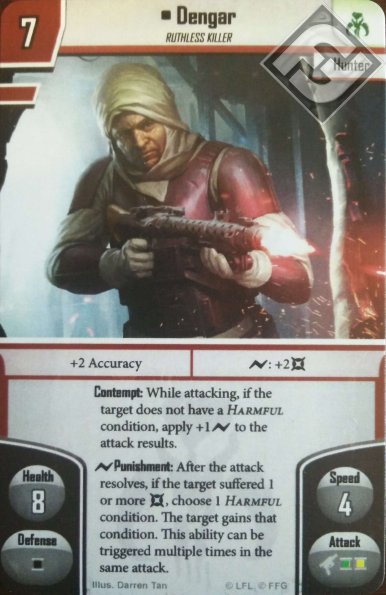 7
Dengar
RUTHLESS KILLER
Hunter
+2 Accuracy
: +2
Contempt: While attacking, if the
target does not have a HARMFUL
condition, apply +1 to the
attack results.
Punishment: After the attack
resolves, if the target suffered 1
or more , choose 1 HARMFUL
condition. The target gains that
condition. This ability can be
triggered multiple times in the
same attack.
Health
8
Defense
Speed
4
Attack
Illus. Darren Tan
© LFL © FFG